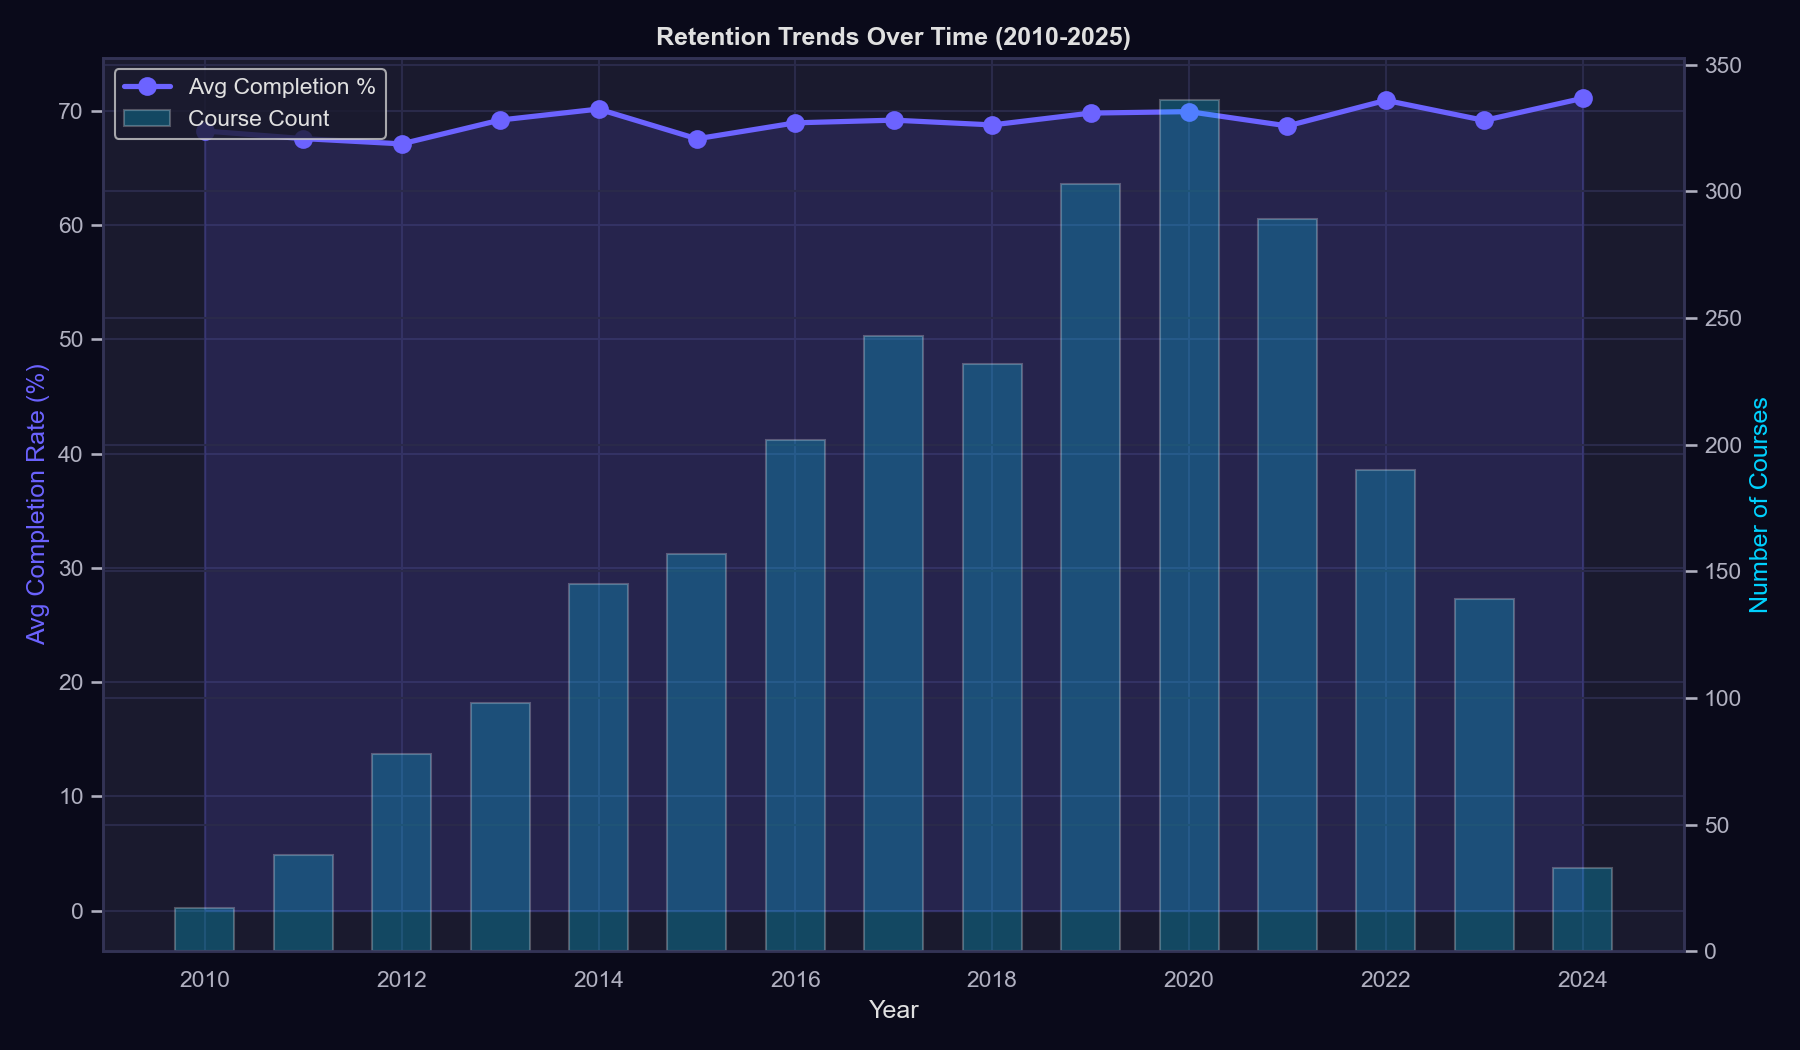 Retention Trends Over Time (2010-2025)
Avg Completion %
Course Count
Avg Completion Rate (%)
70
60
50
40
30
20
10
0
350
300
250
200
150
100
50
0
Number of Courses
2010 2012 2014 2016 2018 2020 2022 2024
Year